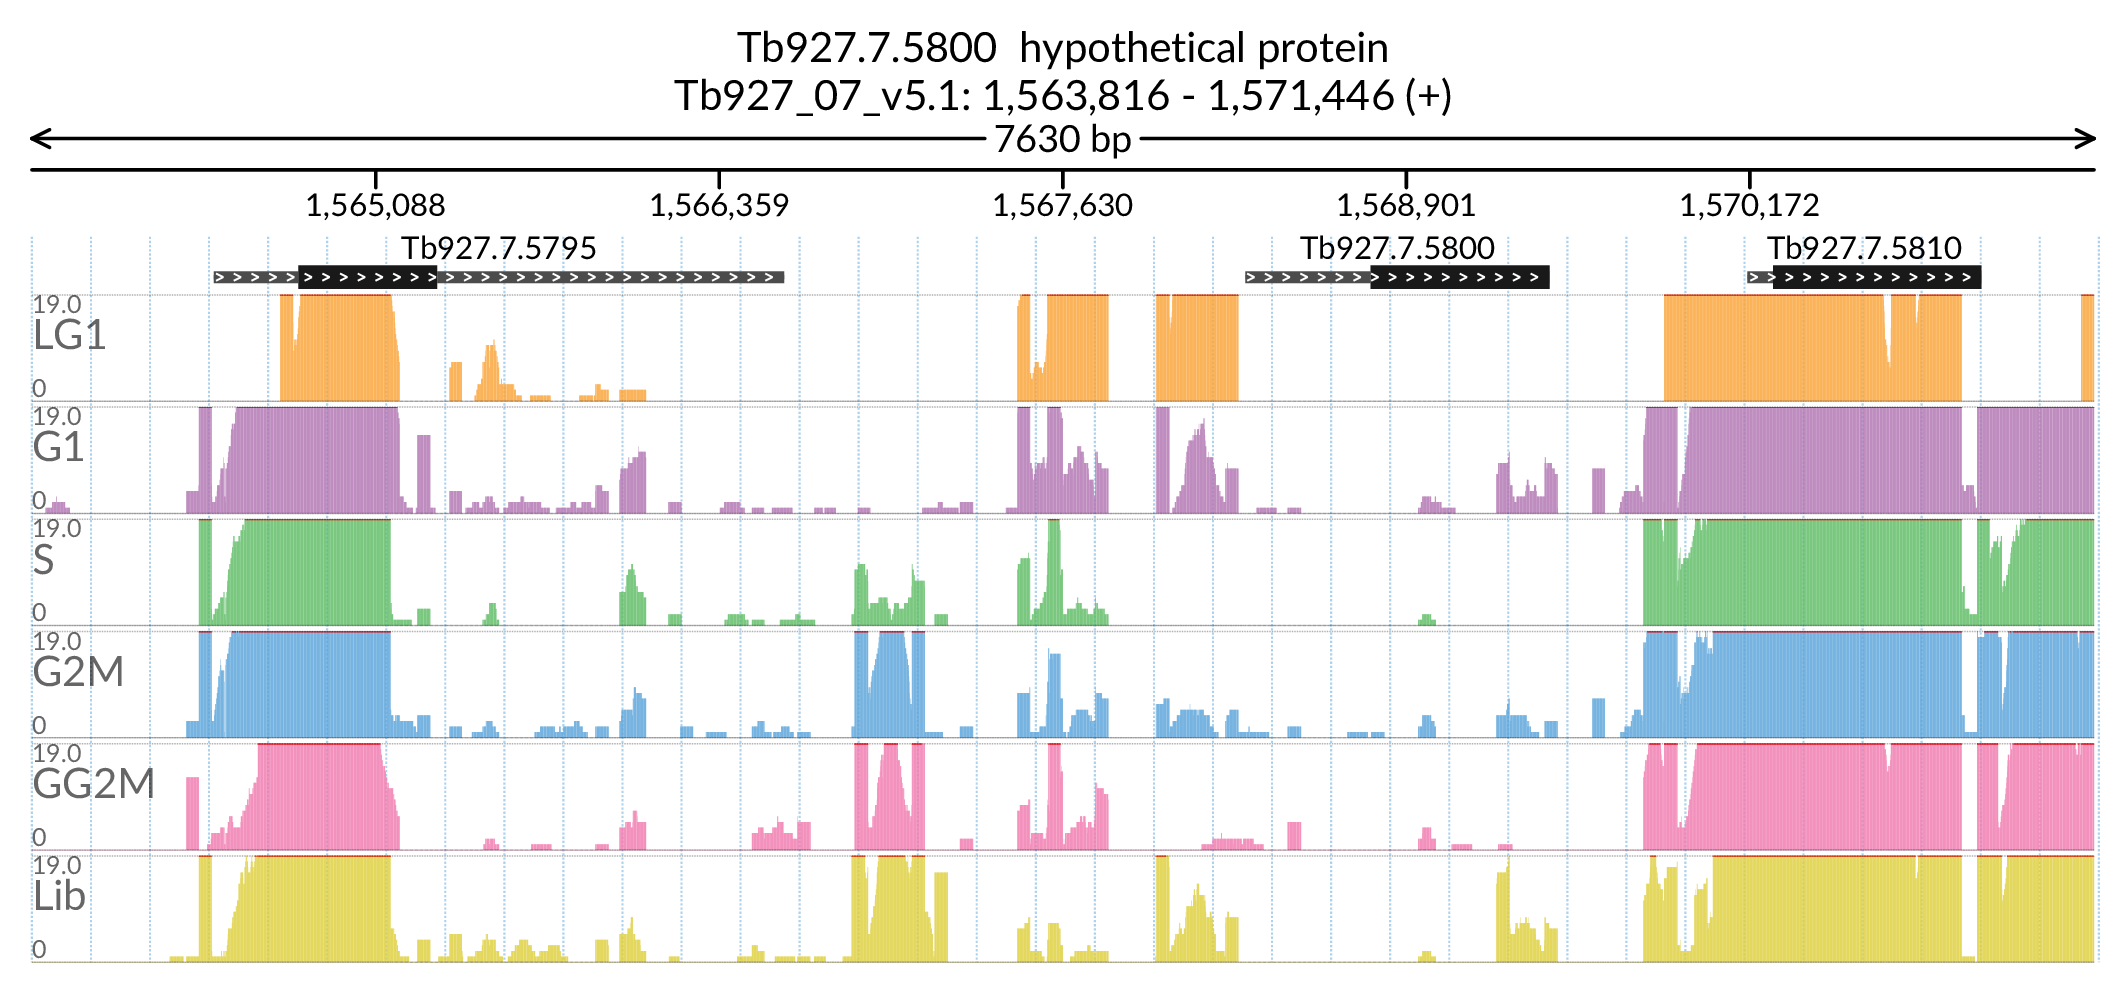 Tb927.7.5800 hypothetical protein
Tb927_07_v5.1: 1,563,816 - 1,571,446 (+)
7630 bp
1,565,088 1,566,359 1,567,630 1,568,901 1,570,172
Tb927.7.5795 Tb927.7.5800 Tb927.7.5810
19.0
LG1
0
19.0
G1
0
19.0
S
0
19.0
G2M
0
19.0
GG2M
0
19.0
Lib
0